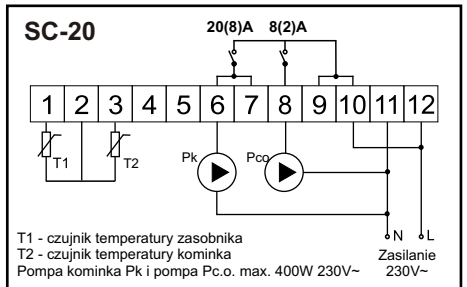 SC-20
20(8)A 8(2)A
1 2 3 4 5 6 7 8 9 10 11 12
T1 T2 Pk Pco
N L
T1 - czujnik temperatury zasobnika
T2 - czujnik temperatury kominka Zasilanie
Pompa kominka Pk i pompa Pc.o. max. 400W 230V~ 230V~